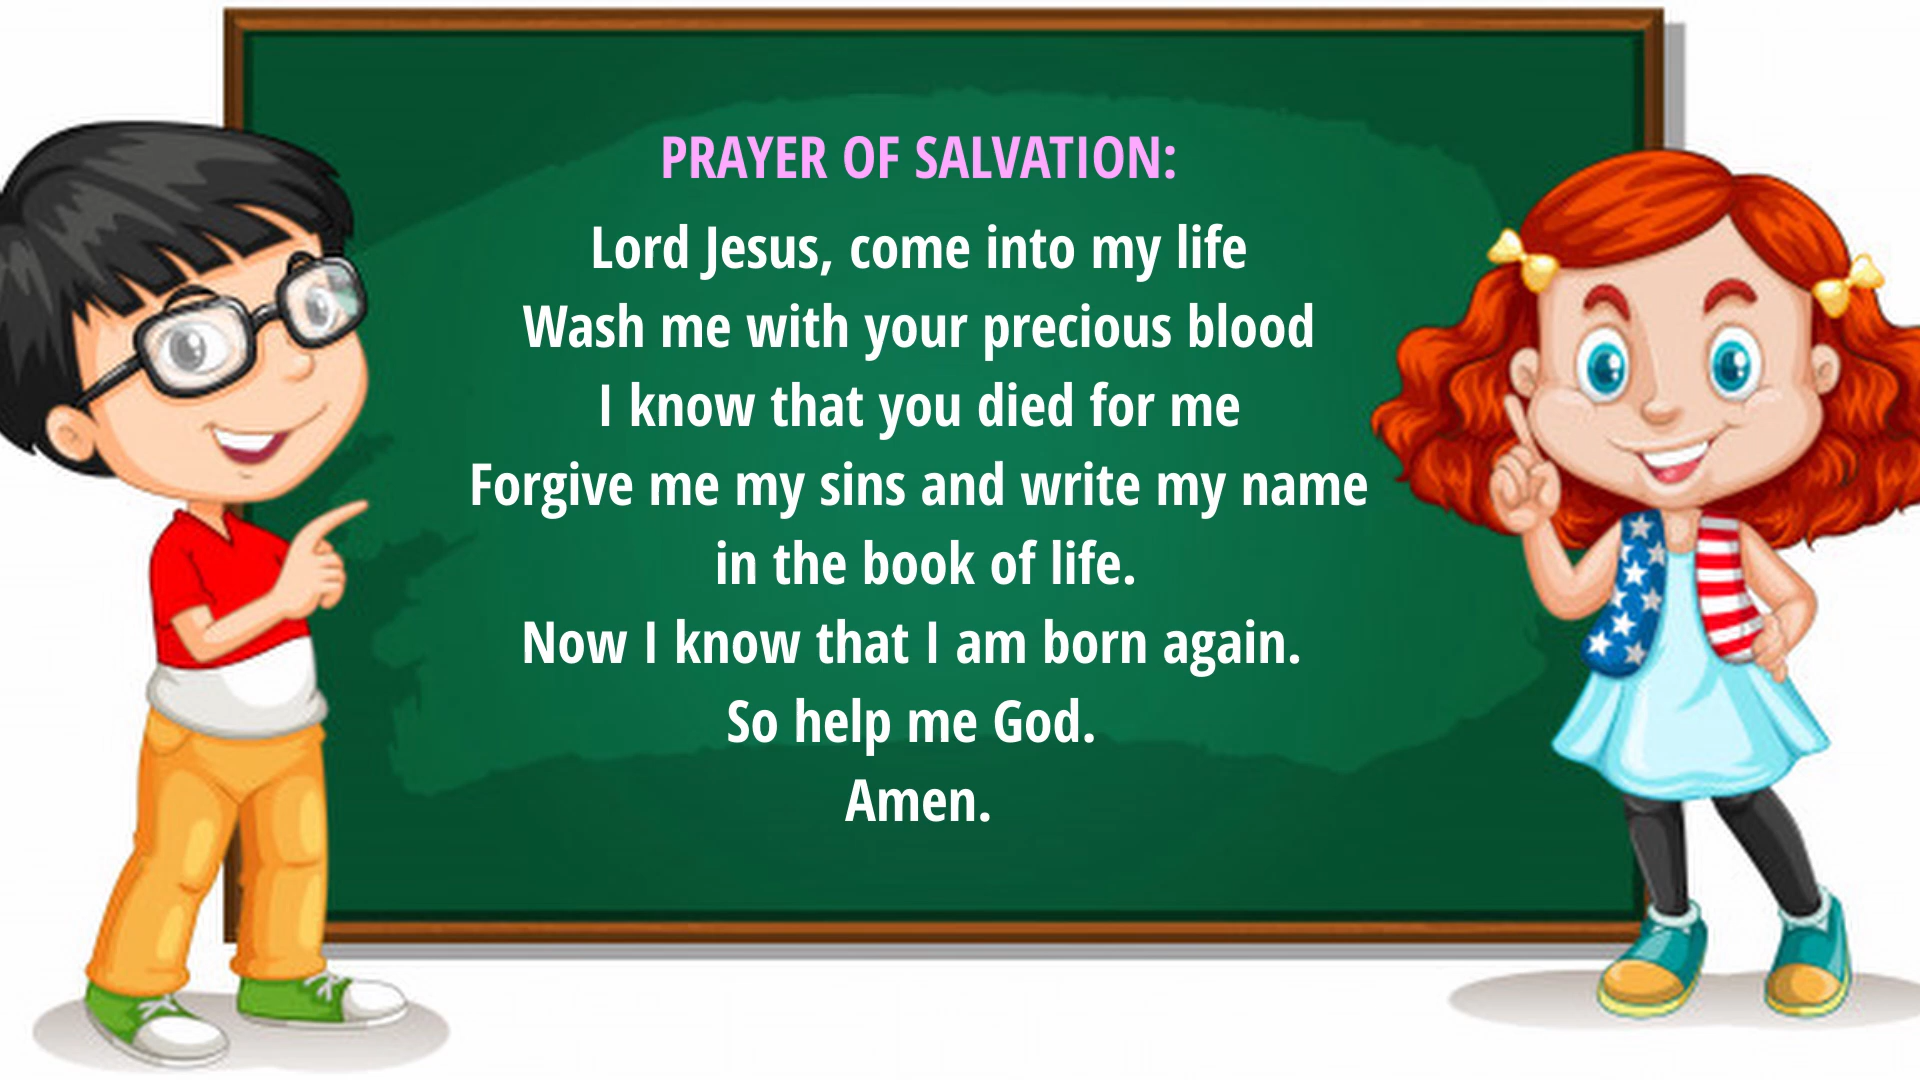 PRAYER OF SALVATION:
Lord Jesus, come into my life
Wash me with your precious blood
I know that you died for me
Forgive me my sins and write my name
in the book of life.
Now I know that I am born again.
So help me God.
Amen.